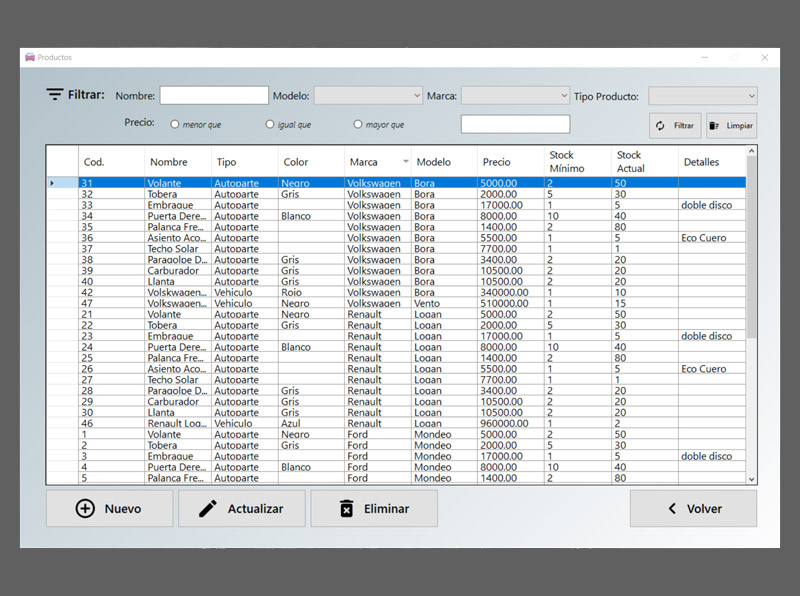 Productos
Filtrar: Nombre: Modelo: Marca: Tipo Producto:
Precio: menor que igual que mayor que Filtrar Limpiar
Cod. Nombre Tipo Color Marca Modelo Precio Stock Mínimo Stock Actual Detalles
31 Volante Autoparte Negro Volkswagen Bora 5000.00 2 50
32 Tobera Autoparte Gris Volkswagen Bora 2000.00 5 30
33 Embrague Autoparte Volkswagen Bora 17000.00 1 5 doble disco
34 Puerta Dere... Autoparte Blanco Volkswagen Bora 8000.00 10 40
35 Palanca Fre... Autoparte Volkswagen Bora 1400.00 2 80
36 Asiento Aco... Autoparte Volkswagen Bora 5500.00 1 5 Eco Cuero
37 Techo Solar Autoparte Volkswagen Bora 7700.00 1 1
38 Paragolpe D... Autoparte Gris Volkswagen Bora 3400.00 2 20
39 Carburador Autoparte Gris Volkswagen Bora 10500.00 2 20
40 Llanta Autoparte Gris Volkswagen Bora 10500.00 2 20
42 Volskwagen... Vehiculo Rojo Volkswagen Bora 340000.00 1 10
47 Volkswagen... Vehiculo Negro Volkswagen Vento 510000.00 1 15
21 Volante Autoparte Negro Renault Logan 5000.00 2 50
22 Tobera Autoparte Gris Renault Logan 2000.00 5 30
23 Embrague Autoparte Renault Logan 17000.00 1 5 doble disco
24 Puerta Dere... Autoparte Blanco Renault Logan 8000.00 10 40
25 Palanca Fre... Autoparte Renault Logan 1400.00 2 80
26 Asiento Aco... Autoparte Renault Logan 5500.00 1 5 Eco Cuero
27 Techo Solar Autoparte Renault Logan 7700.00 1 1
28 Paragolpe D... Autoparte Gris Renault Logan 3400.00 2 20
29 Carburador Autoparte Gris Renault Logan 10500.00 2 20
30 Llanta Autoparte Gris Renault Logan 10500.00 2 20
46 Renault Log... Vehiculo Azul Renault Logan 960000.00 1 2
1 Volante Autoparte Negro Ford Mondeo 5000.00 2 50
2 Tobera Autoparte Gris Ford Mondeo 2000.00 5 30
3 Embrague Autoparte Ford Mondeo 17000.00 1 5 doble disco
4 Puerta Dere... Autoparte Blanco Ford Mondeo 8000.00 10 40
5 Palanca Fre... Autoparte Ford Mondeo 1400.00 2 80
Nuevo Actualizar Eliminar Volver